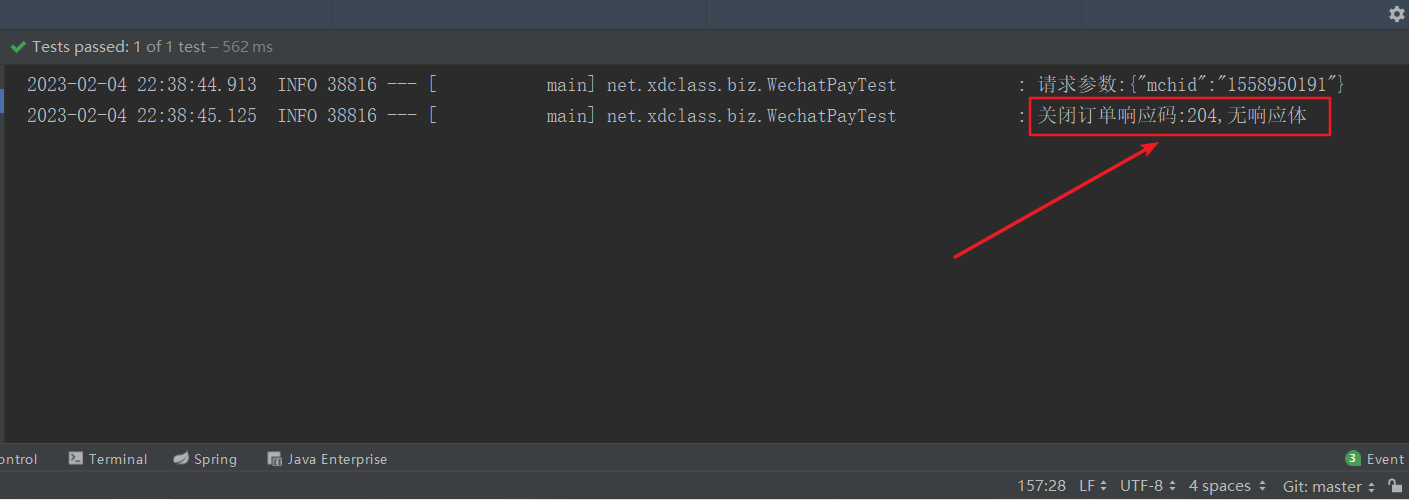 Tests passed: 1 of 1 test – 562 ms
2023-02-04 22:38:44.913  INFO 38816 --- [           main] net.xdclass.biz.WechatPayTest            : 请求参数:{"mchid":"1558950191"}
2023-02-04 22:38:45.125  INFO 38816 --- [           main] net.xdclass.biz.WechatPayTest            : 关闭订单响应码:204,无响应体
ontrol Terminal Spring Java Enterprise 3 Event
157:28 LF UTF-8 4 spaces Git: master